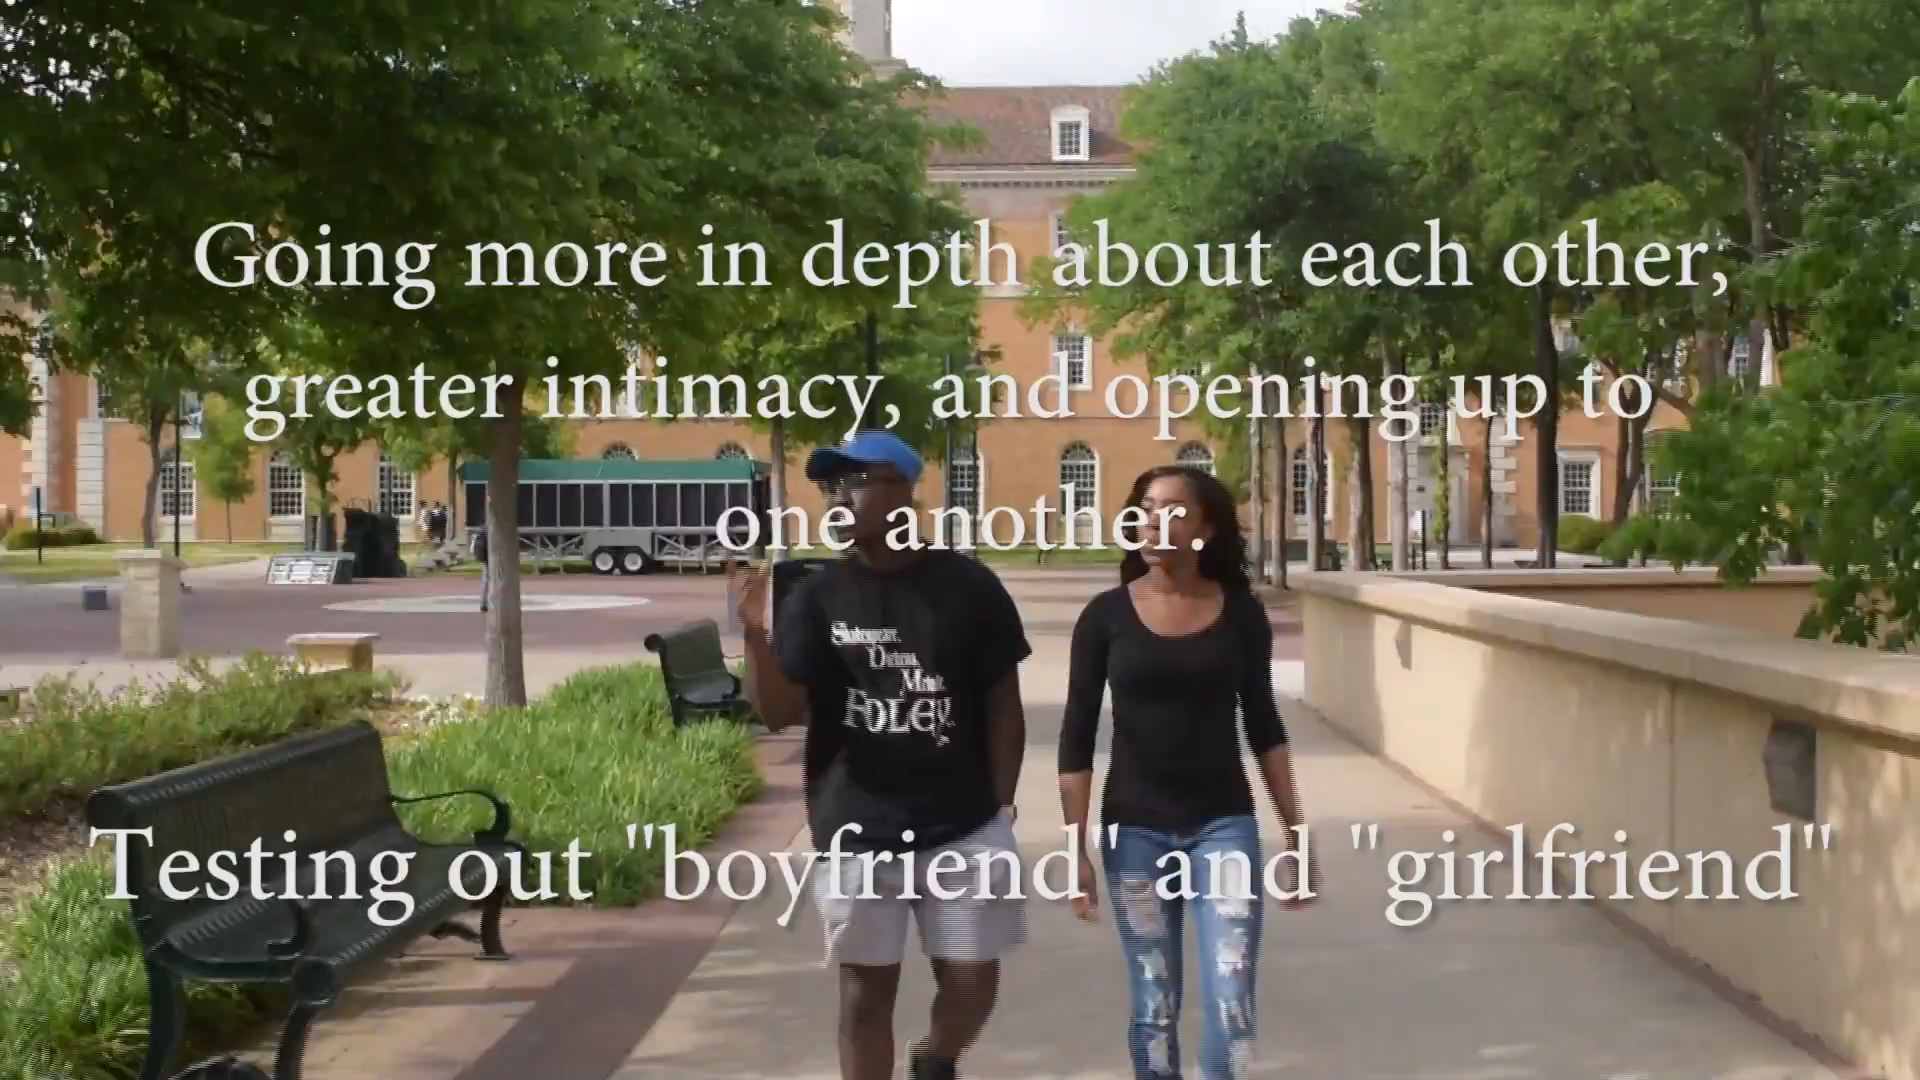 Going more in depth about each other,
greater intimacy, and opening up to
one another.
FOLEY.
Testing out "boyfriend" and "girlfriend"